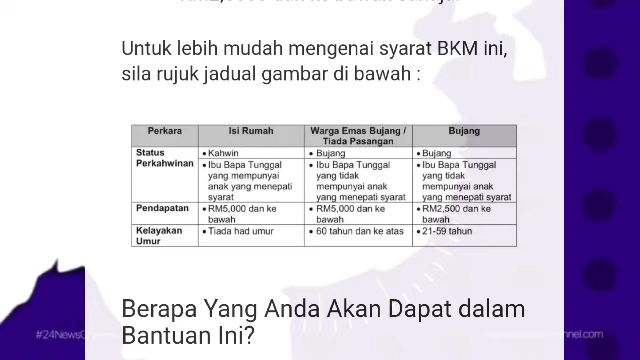 Untuk lebih mudah mengenai syarat BKM ini,
sila rujuk jadual gambar di bawah :
Perkara Isi Rumah Warga Emas Bujang / Tiada Pasangan Bujang
Status Perkahwinan
• Kahwin
• Ibu Bapa Tunggal yang mempunyai anak yang menepati syarat
• Bujang
• Ibu Bapa Tunggal yang tidak mempunyai anak yang menepati syarat
• Bujang
• Ibu Bapa Tunggal yang tidak mempunyai anak yang menepati syarat
Pendapatan
• RM5,000 dan ke bawah
• RM5,000 dan ke bawah
• RM2,500 dan ke bawah
Kelayakan Umur
• Tiada had umur
• 60 tahun dan ke atas
• 21-59 tahun
Berapa Yang Anda Akan Dapat dalam
Bantuan Ini?